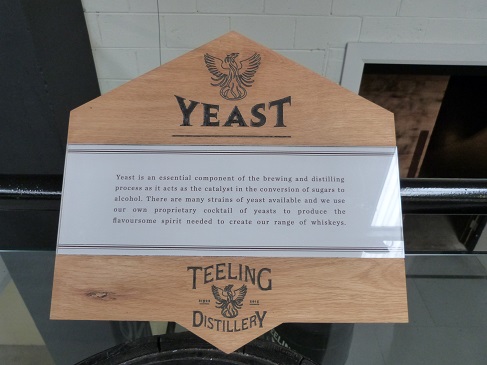 YEAST
Yeast is an essential component of the brewing and distilling
process as it acts as the catalyst in the conversion of sugars to
alcohol. There are many strains of yeast available and we use
our own proprietary cocktail of yeasts to produce the
flavoursome spirit needed to create our range of whiskeys.
TEELING
DISTILLERY